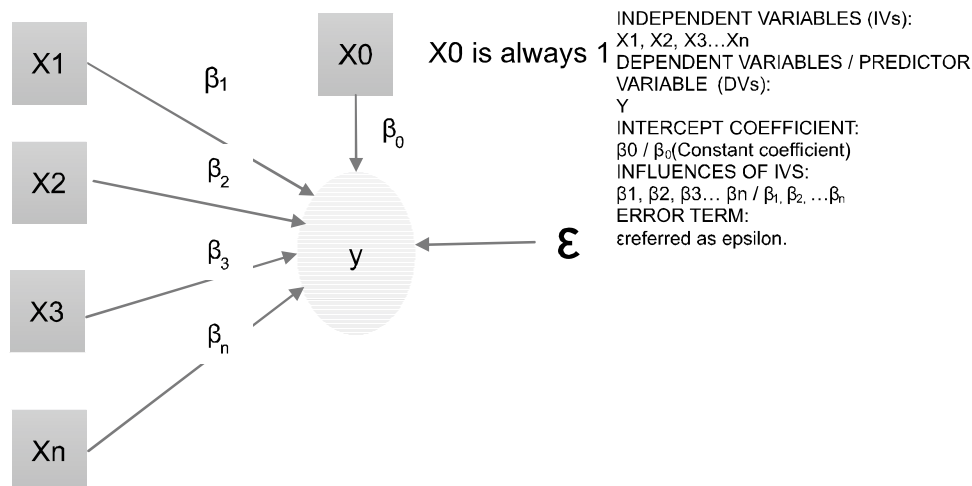 X1
β1
X2
β2
X3
β3
Xn
βn
X0
β0
X0 is always 1
y
ε
INDEPENDENT VARIABLES (IVs):
X1, X2, X3…Xn
DEPENDENT VARIABLES / PREDICTOR
VARIABLE (DVs):
Y
INTERCEPT COEFFICIENT:
β0 / β₀(Constant coefficient)
INFLUENCES OF IVS:
β1, β2, β3… βn / β₁, β₂, …βₙ
ERROR TERM:
εreferred as epsilon.